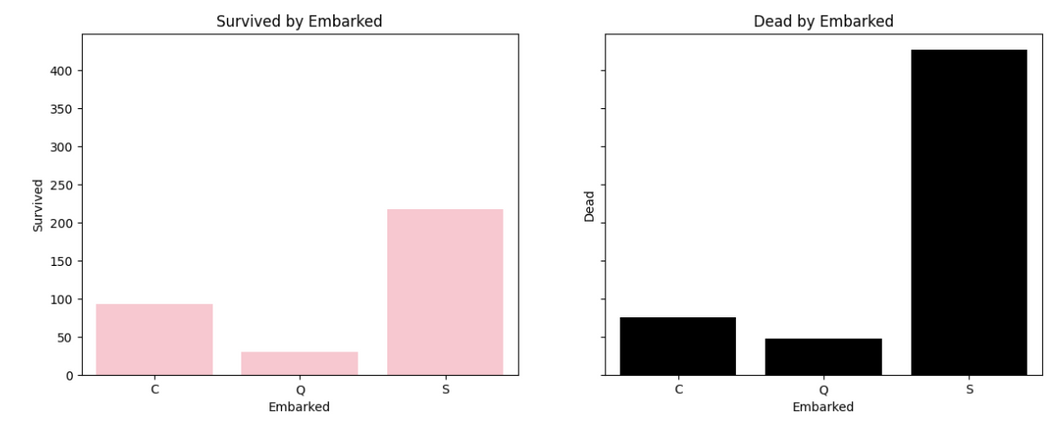 Survived by Embarked
Survived
400
350
300
250
200
150
100
50
0
C Q S
Embarked
Dead by Embarked
Dead
C Q S
Embarked